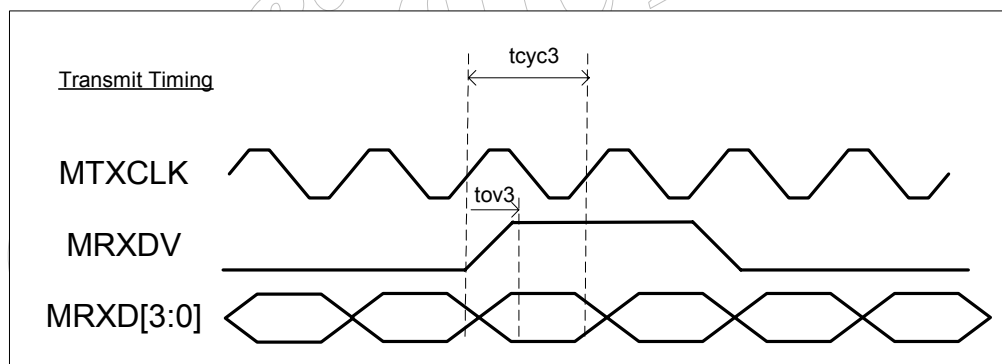 tcyc3
Transmit Timing
MTXCLK
tov3
MRXDV
MRXD[3:0]